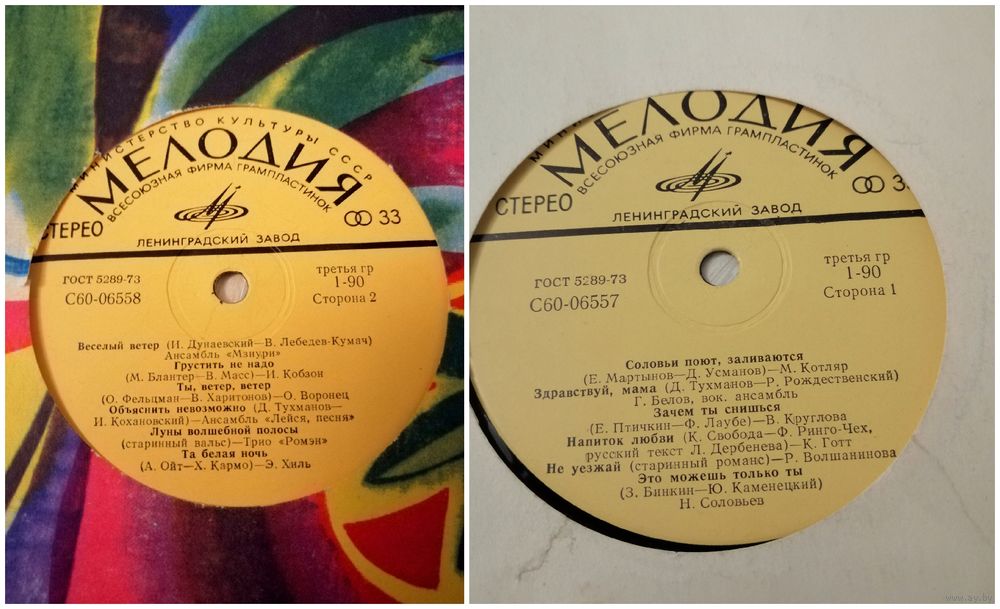 МИНИСТЕРСТВО КУЛЬТУРЫ СССР
МЕЛОДИЯ
ВСЕСОЮЗНАЯ ФИРМА ГРАМПЛАСТИНОК
СТЕРЕО
33
ЛЕНИНГРАДСКИЙ ЗАВОД
ГОСТ 5289-73
С60-06558
третья гр
1-90
Сторона 2
Веселый ветер (И. Дунаевский—В. Лебедев-Кумач)
Ансамбль «Мзиури»
Грустить не надо
(М. Блантер—В. Масс)—И. Кобзон
Ты, ветер, ветер
(О. Фельцман—В. Харитонов)—О. Воронец
Объяснить невозможно (Д. Тухманов—
И. Кохановский)—Ансамбль «Лейся, песня»
Луны волшебной полосы
(старинный вальс)—Трио «Ромэн»
Та белая ночь
(А. Ойт—Х. Кармо)—Э. Хиль
МИНИ
МЕЛОДИЯ
ВСЕСОЮЗНАЯ ФИРМА ГРАМПЛАСТИНОК
СТЕРЕО
3
ЛЕНИНГРАДСКИЙ ЗАВОД
ГОСТ 5289-73
С60-06557
третья гр
1-90
Сторона 1
Соловьи поют, заливаются
(Е. Мартынов—Д. Усманов)—М. Котляр
Здравствуй, мама (Д. Тухманов—Р. Рождественский)
Г. Белов, вок. ансамбль
Зачем ты снишься
(Е. Птичкин—Ф. Лаубе)—В. Круглова
Напиток любви (К. Свобода—Ф. Ринго-Чех,
русский текст Л. Дербенева)—К. Готт
Не уезжай (старинный романс)—Р. Волшанинова
Это можешь только ты
(З. Бинкин—Ю. Каменецкий)
Н. Соловьев
www.ay.by